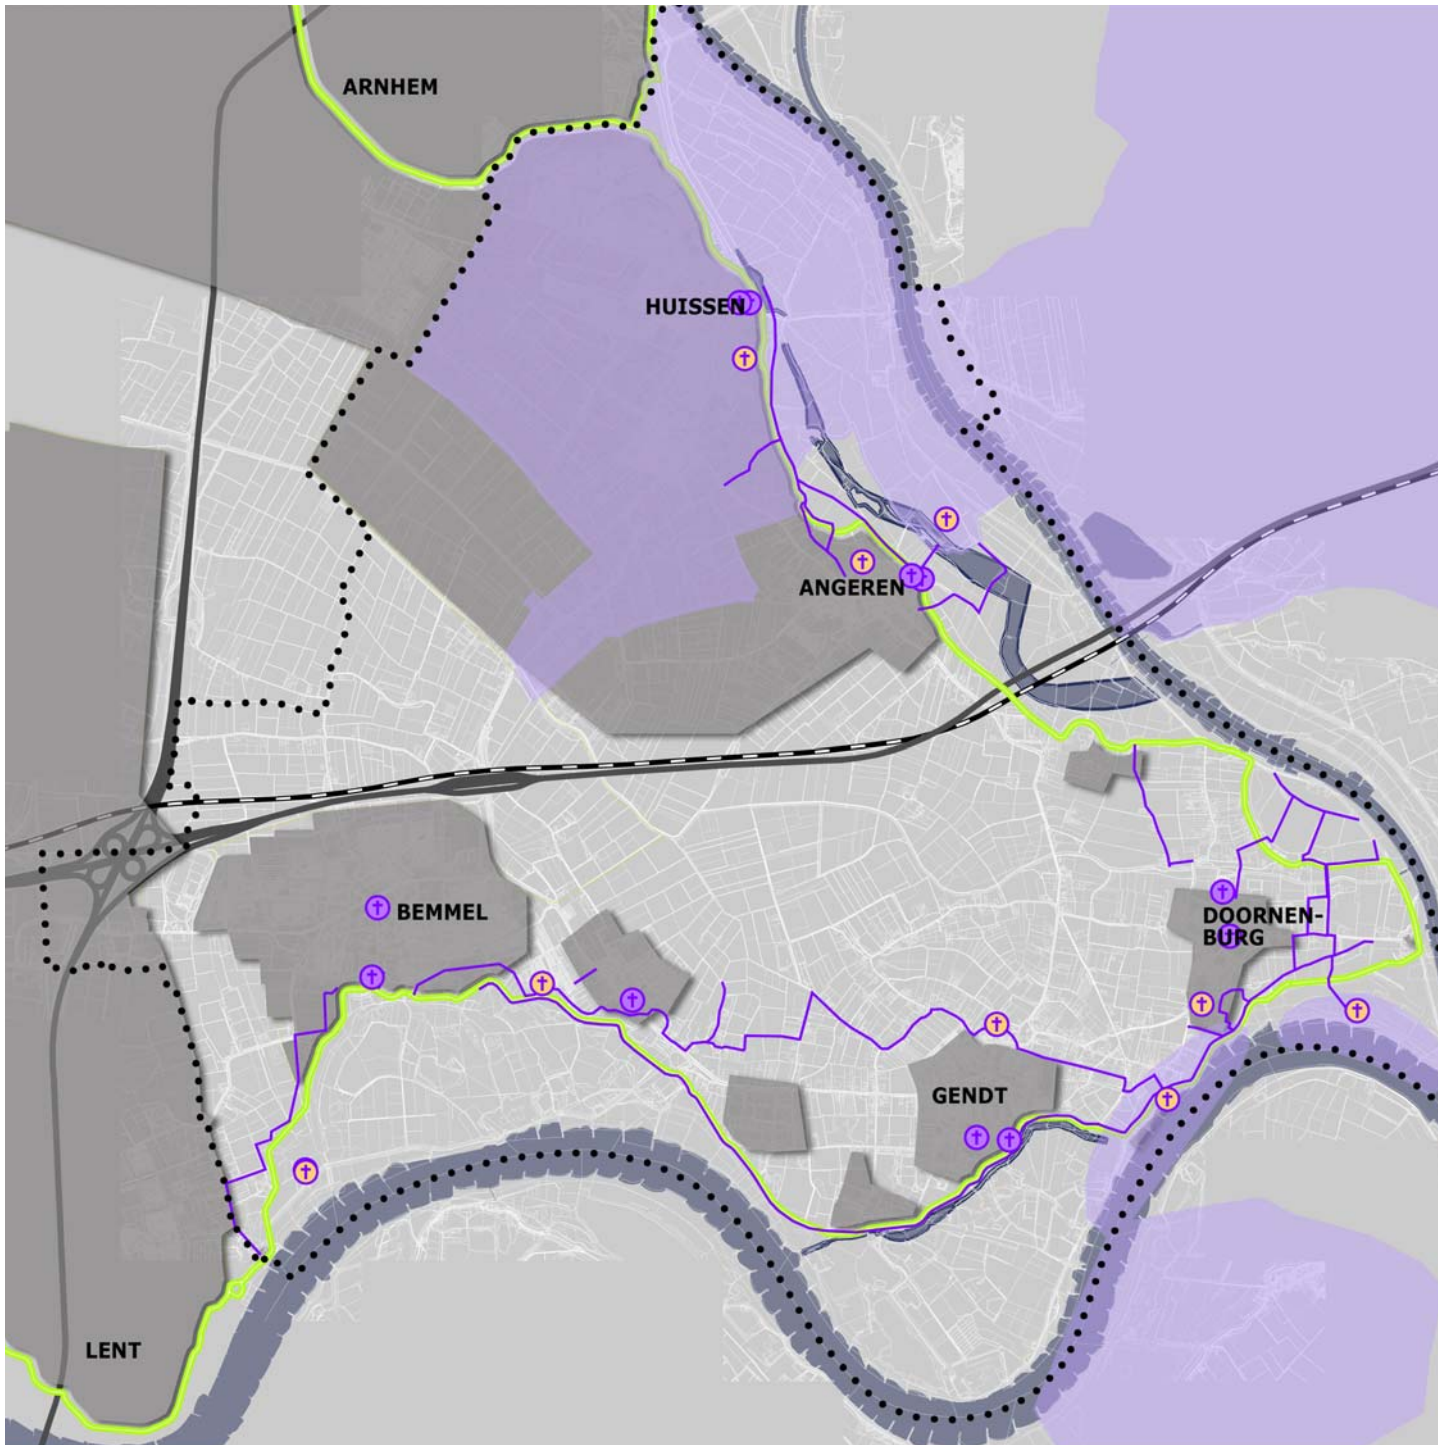 ARNHEM
HUISSEN
ANGEREN
BEMMEL
DOORNEN-
BURG
GENDT
LENT